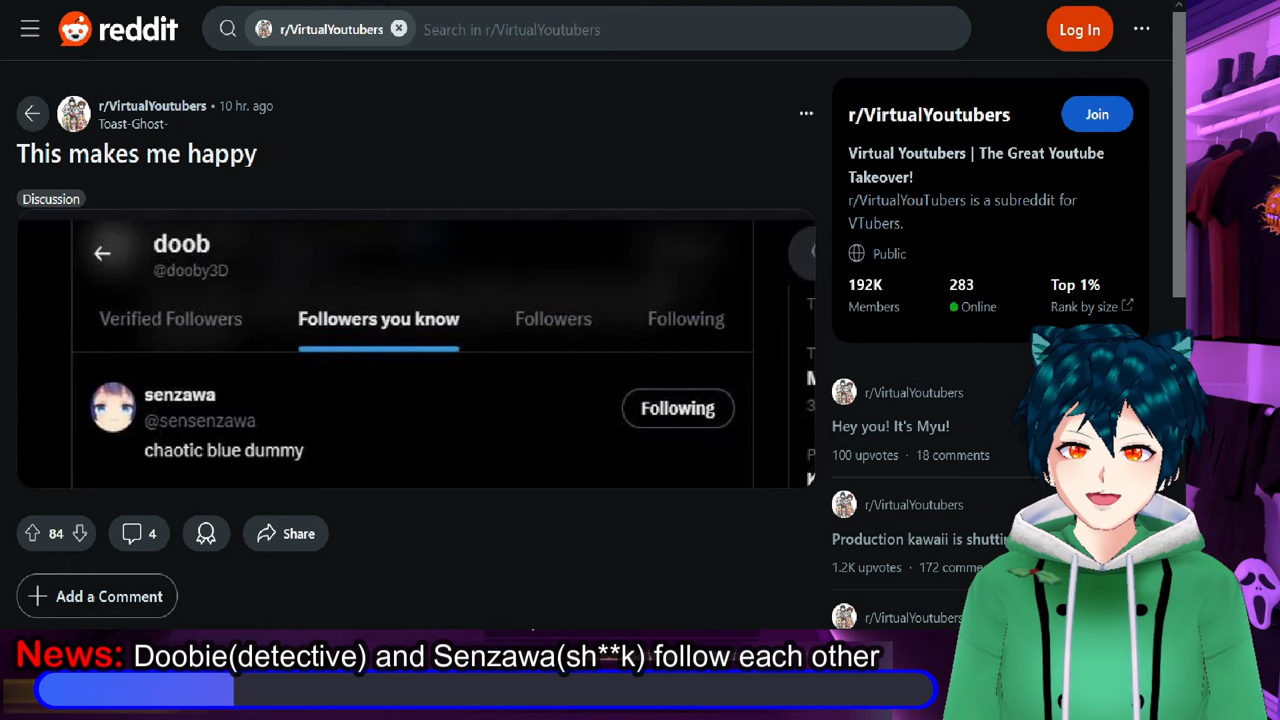 reddit
r/VirtualYoutubers
Search in r/VirtualYoutubers
Log In
r/VirtualYoutubers • 10 hr. ago
Toast-Ghost-
This makes me happy
Discussion
doob
@dooby3D
Verified Followers
Followers you know
Followers
Following
senzawa
@sensenzawa
chaotic blue dummy
Following
84
4
Share
Add a Comment
r/VirtualYoutubers
Join
Virtual Youtubers | The Great Youtube
Takeover!
r/VirtualYouTubers is a subreddit for
VTubers.
Public
192K
Members
283
Online
Top 1%
Rank by size
r/VirtualYoutubers
Hey you! It's Myu!
100 upvotes · 18 comments
r/VirtualYoutubers
Production kawaii is
1.2K upvotes · 172
r/VirtualYoutubers
News: Doobie(detective) and Senzawa(sh**k) follow each other